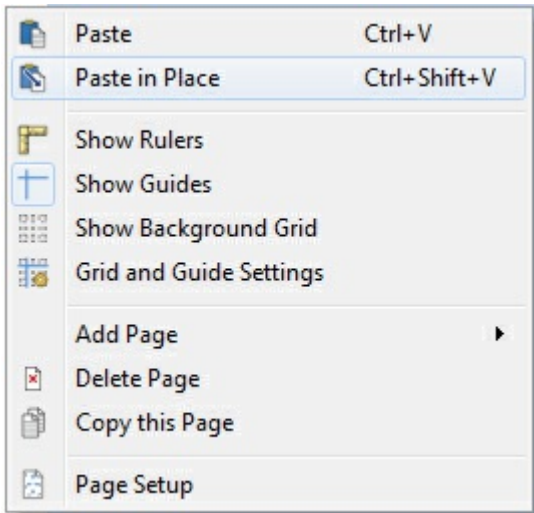 Paste Ctrl+V
Paste in Place Ctrl+Shift+V
Show Rulers
Show Guides
Show Background Grid
Grid and Guide Settings
Add Page
Delete Page
Copy this Page
Page Setup